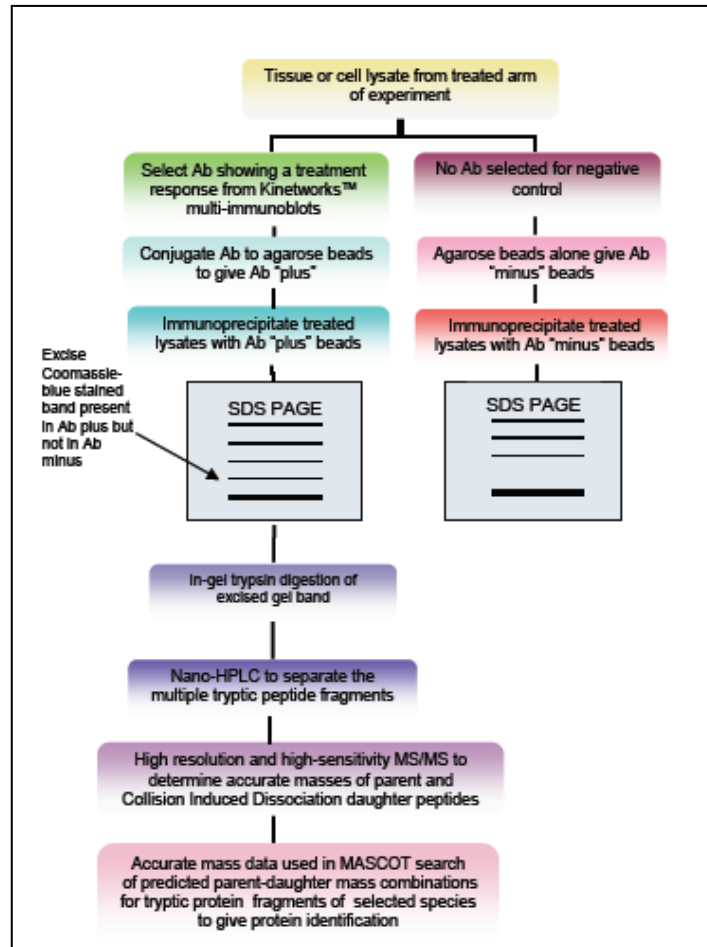 Tissue or cell lysate from treated arm
of experiment
Select Ab showing a treatment
response from Kinetworks™
multi-immunoblots
No Ab selected for negative
control
Conjugate Ab to agarose beads
to give Ab "plus"
Agarose beads alone give Ab
"minus" beads
Immunoprecipitate treated
lysates with Ab "plus" beads
Immunoprecipitate treated
lysates with Ab "minus" beads
Excise
Coomassie-
blue stained
band present
in Ab plus but
not in Ab
minus
SDS PAGE
SDS PAGE
In-gel trypsin digestion of
excised gel band
Nano-HPLC to separate the
multiple tryptic peptide fragments
High resolution and high-sensitivity MS/MS to
determine accurate masses of parent and
Collision Induced Dissociation daughter peptides
Accurate mass data used in MASCOT search
of predicted parent-daughter mass combinations
for tryptic protein fragments of selected species
to give protein identification